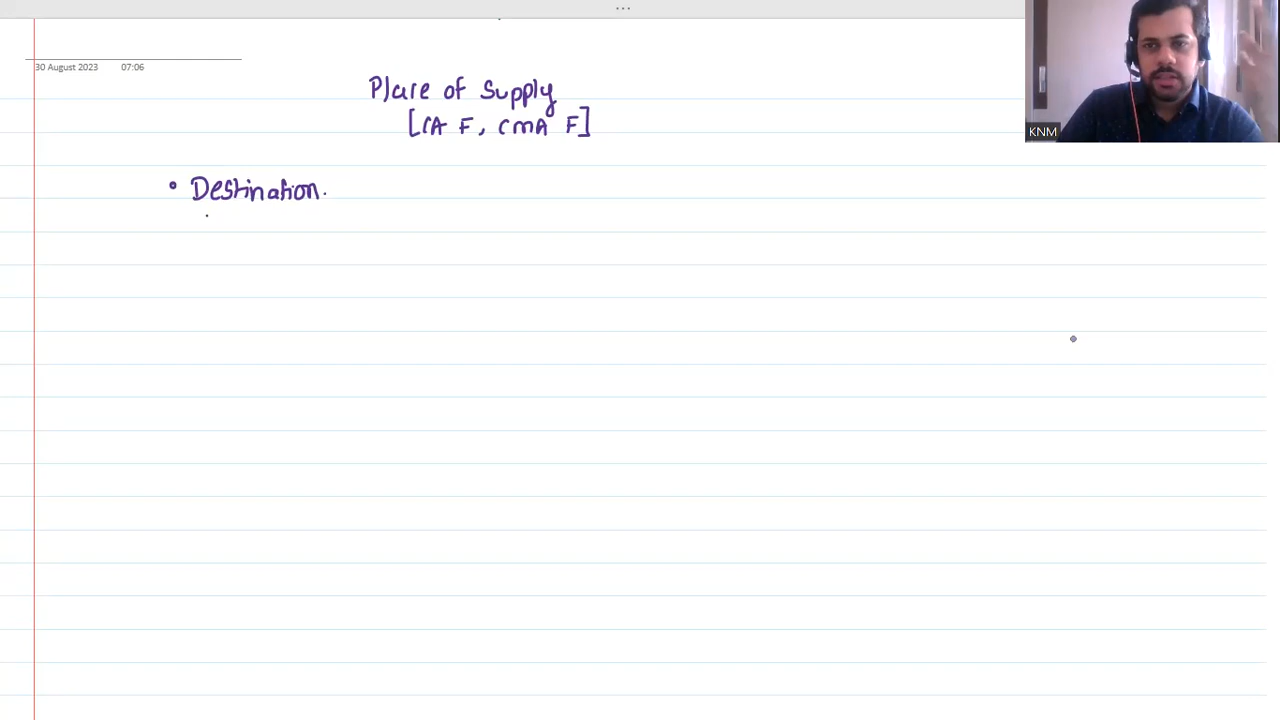 30 August 2023 07:06
Place of Supply
[CA F, CMA F]
• Destination.
KNM